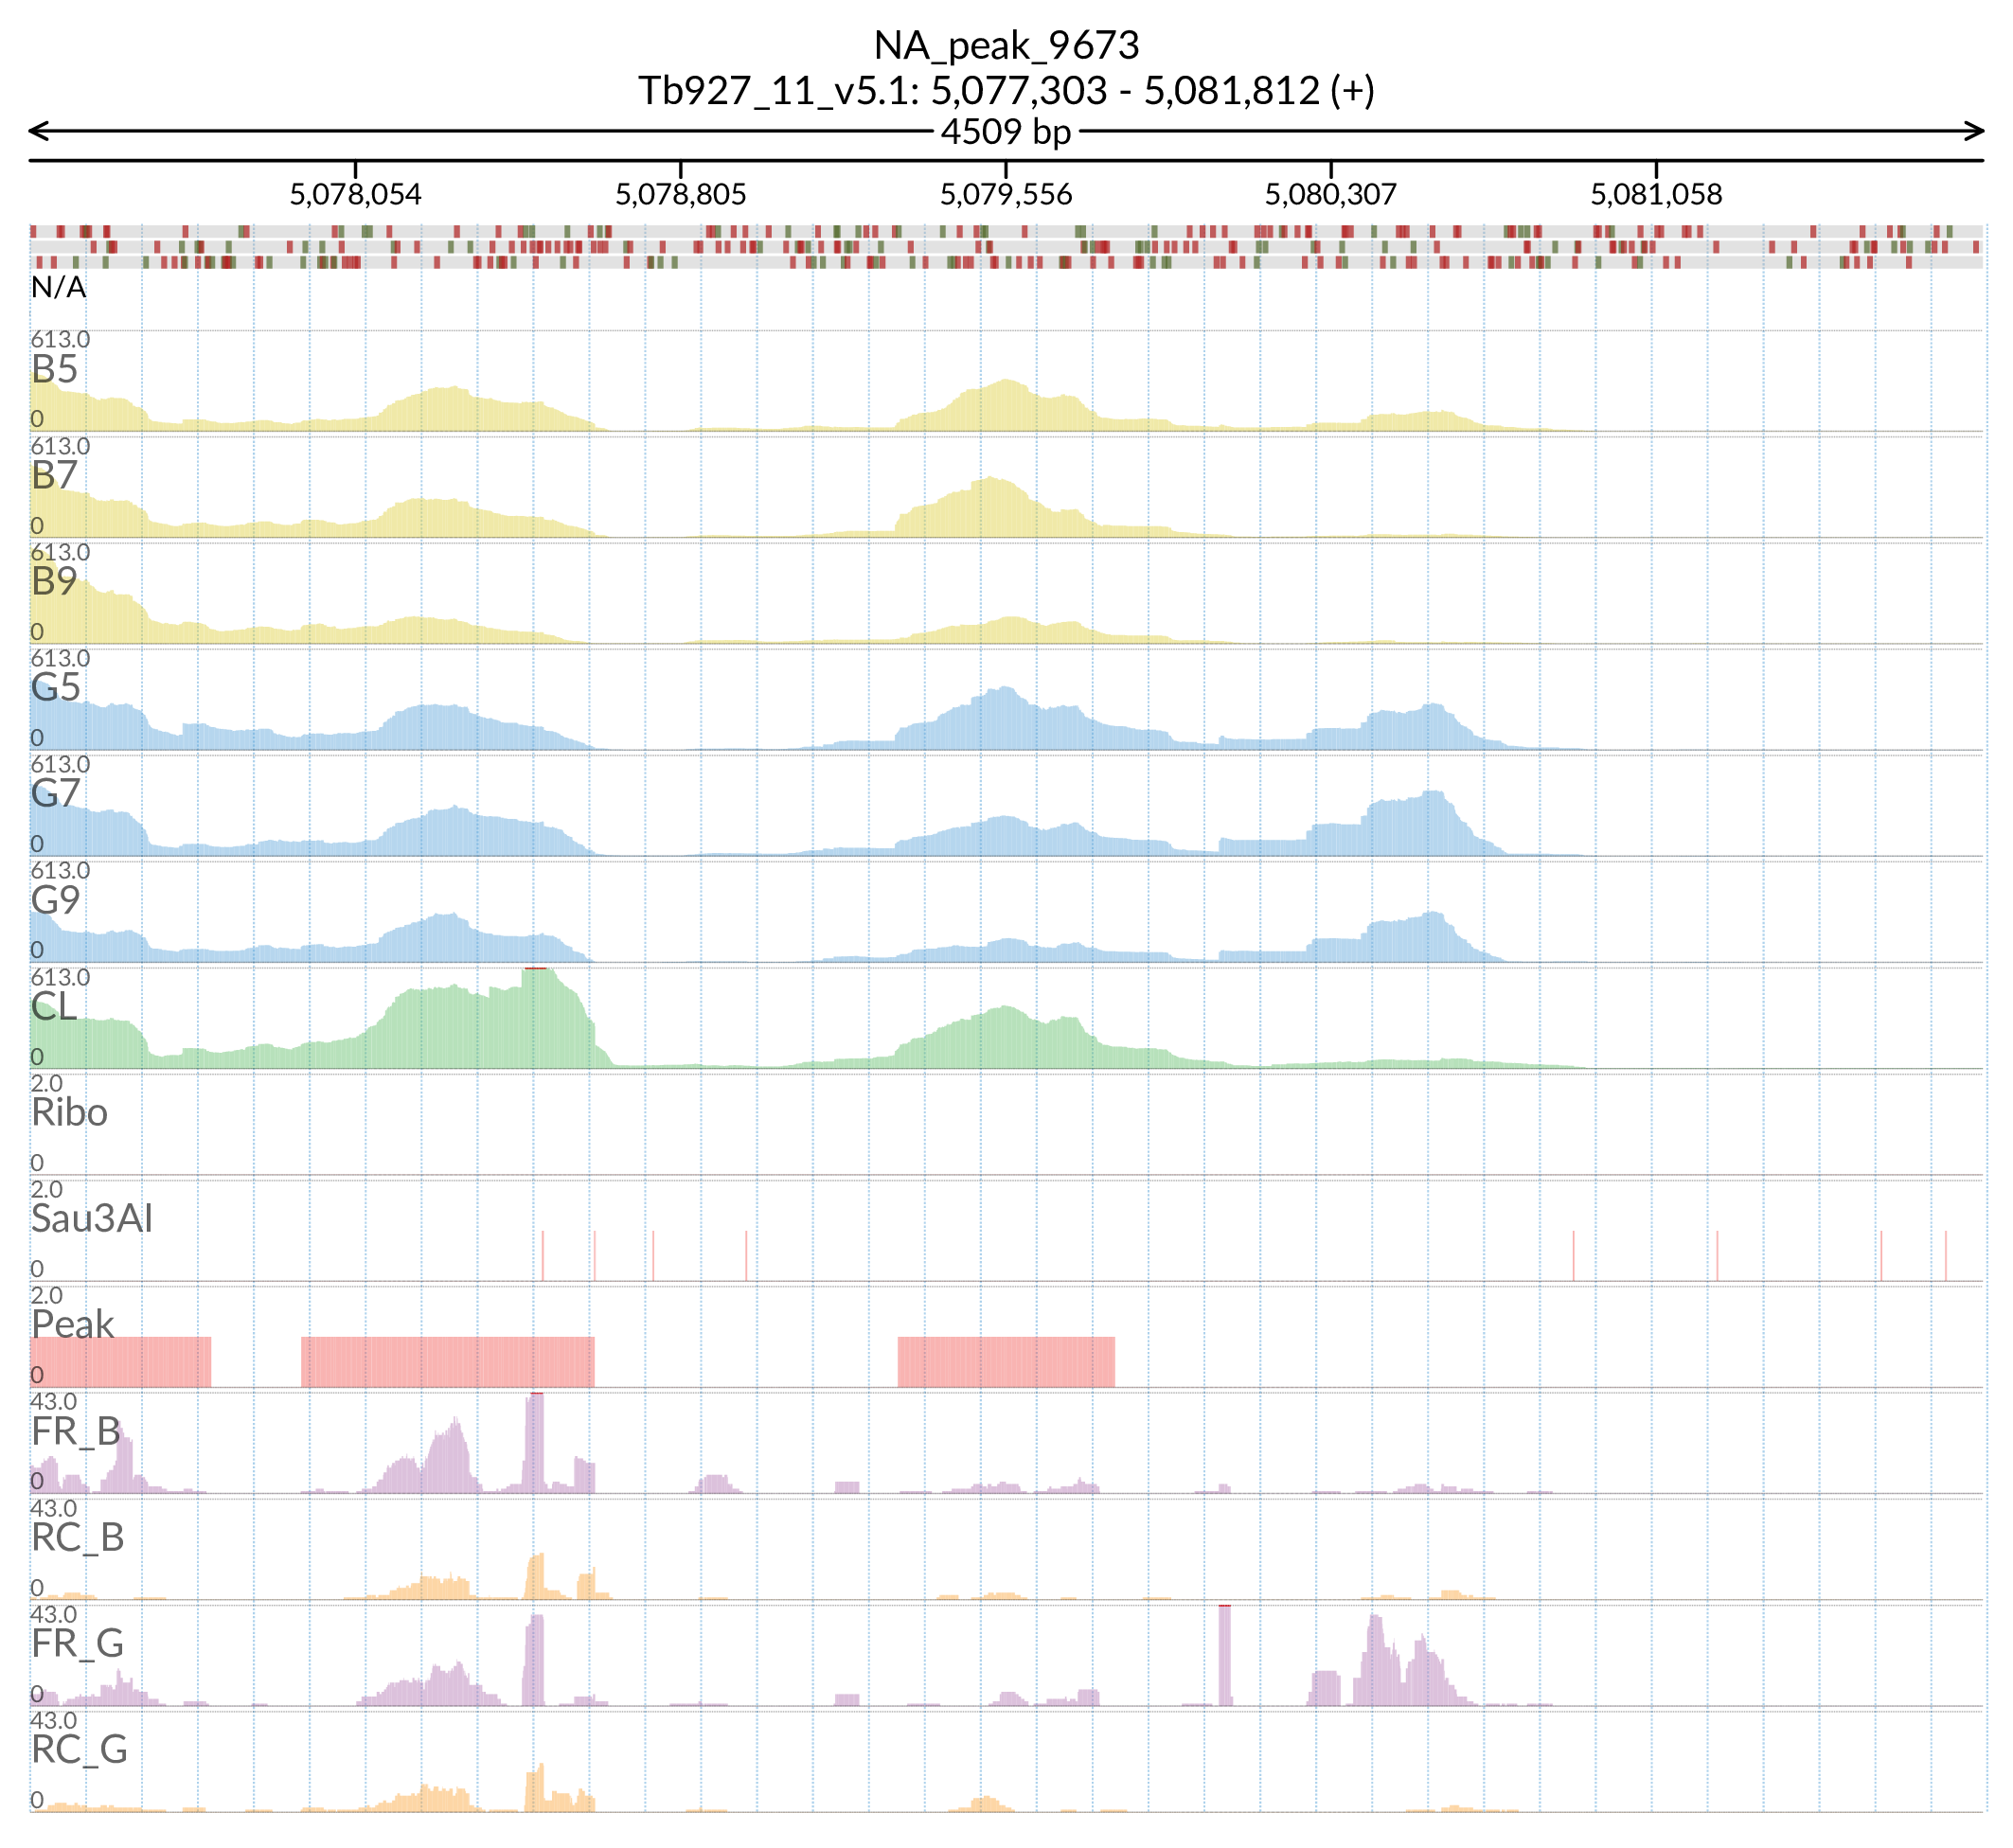 NA_peak_9673
Tb927_11_v5.1: 5,077,303 - 5,081,812 (+)
4509 bp
5,078,054 5,078,805 5,079,556 5,080,307 5,081,058
N/A
613.0
B5
0
613.0
B7
0
613.0
B9
0
613.0
G5
0
613.0
G7
0
613.0
G9
0
613.0
CL
0
2.0
Ribo
0
2.0
Sau3AI
0
2.0
Peak
0
43.0
FR_B
0
43.0
RC_B
0
43.0
FR_G
0
43.0
RC_G
0